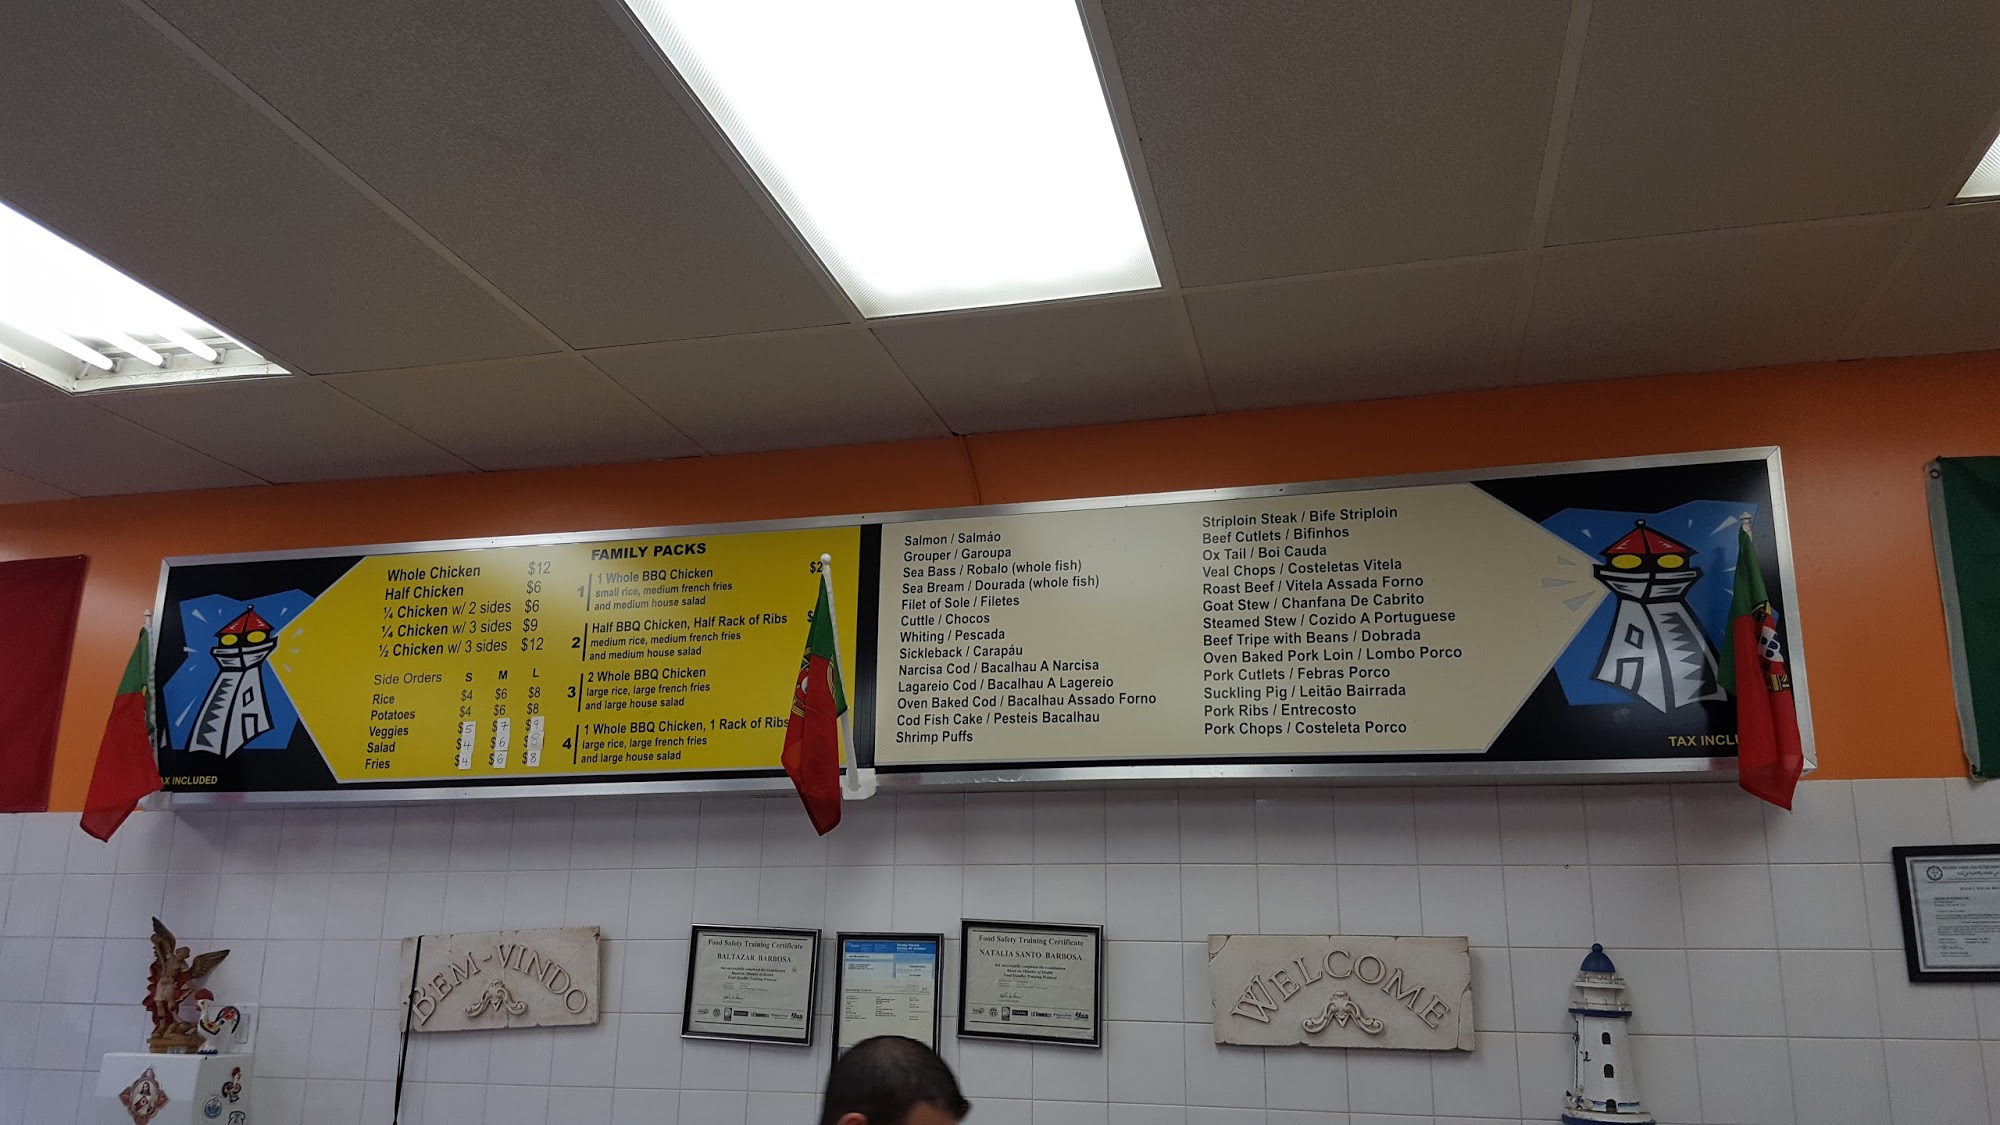 Whole Chicken $12
Half Chicken $6
¼ Chicken w/ 2 sides $6
¼ Chicken w/ 3 sides $9
½ Chicken w/ 3 sides $12
Side Orders S M L
Rice $4 $6 $8
Potatoes $4 $6 $8
Veggies $5 $7 $9
Salad $4 $6 $8
Fries $4 $6 $8
AX INCLUDED
FAMILY PACKS
1 1 Whole BBQ Chicken $2
small rice, medium french fries
and medium house salad
2 Half BBQ Chicken, Half Rack of Ribs $
medium rice, medium french fries
and medium house salad
3 2 Whole BBQ Chicken
large rice, large french fries
and large house salad
4 1 Whole BBQ Chicken, 1 Rack of Ribs
large rice, large french fries
and large house salad
Salmon / Salmáo
Grouper / Garoupa
Sea Bass / Robalo (whole fish)
Sea Bream / Dourada (whole fish)
Filet of Sole / Filetes
Cuttle / Chocos
Whiting / Pescada
Sickleback / Carapáu
Narcisa Cod / Bacalhau A Narcisa
Lagareio Cod / Bacalhau A Lagereio
Oven Baked Cod / Bacalhau Assado Forno
Cod Fish Cake / Pesteis Bacalhau
Shrimp Puffs
Striploin Steak / Bife Striploin
Beef Cutlets / Bifinhos
Ox Tail / Boi Cauda
Veal Chops / Costeletas Vitela
Roast Beef / Vitela Assada Forno
Goat Stew / Chanfana De Cabrito
Steamed Stew / Cozido A Portuguese
Beef Tripe with Beans / Dobrada
Oven Baked Pork Loin / Lombo Porco
Pork Cutlets / Febras Porco
Suckling Pig / Leitão Bairrada
Pork Ribs / Entrecosto
Pork Chops / Costeleta Porco
TAX INCLU
BEM-VINDO
Food Safety Training Certificate
BALTAZAR BARBOSA
Food Safety Training Certificate
NATALIA SANTO BARBOSA
WELCOME